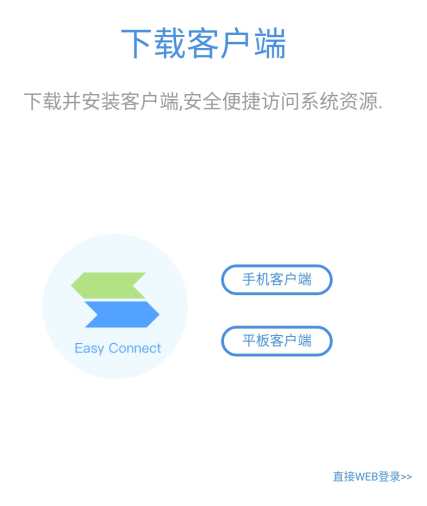 下载客户端
下载并安装客户端,安全便捷访问系统资源.
手机客户端
平板客户端
Easy Connect
直接WEB登录>>